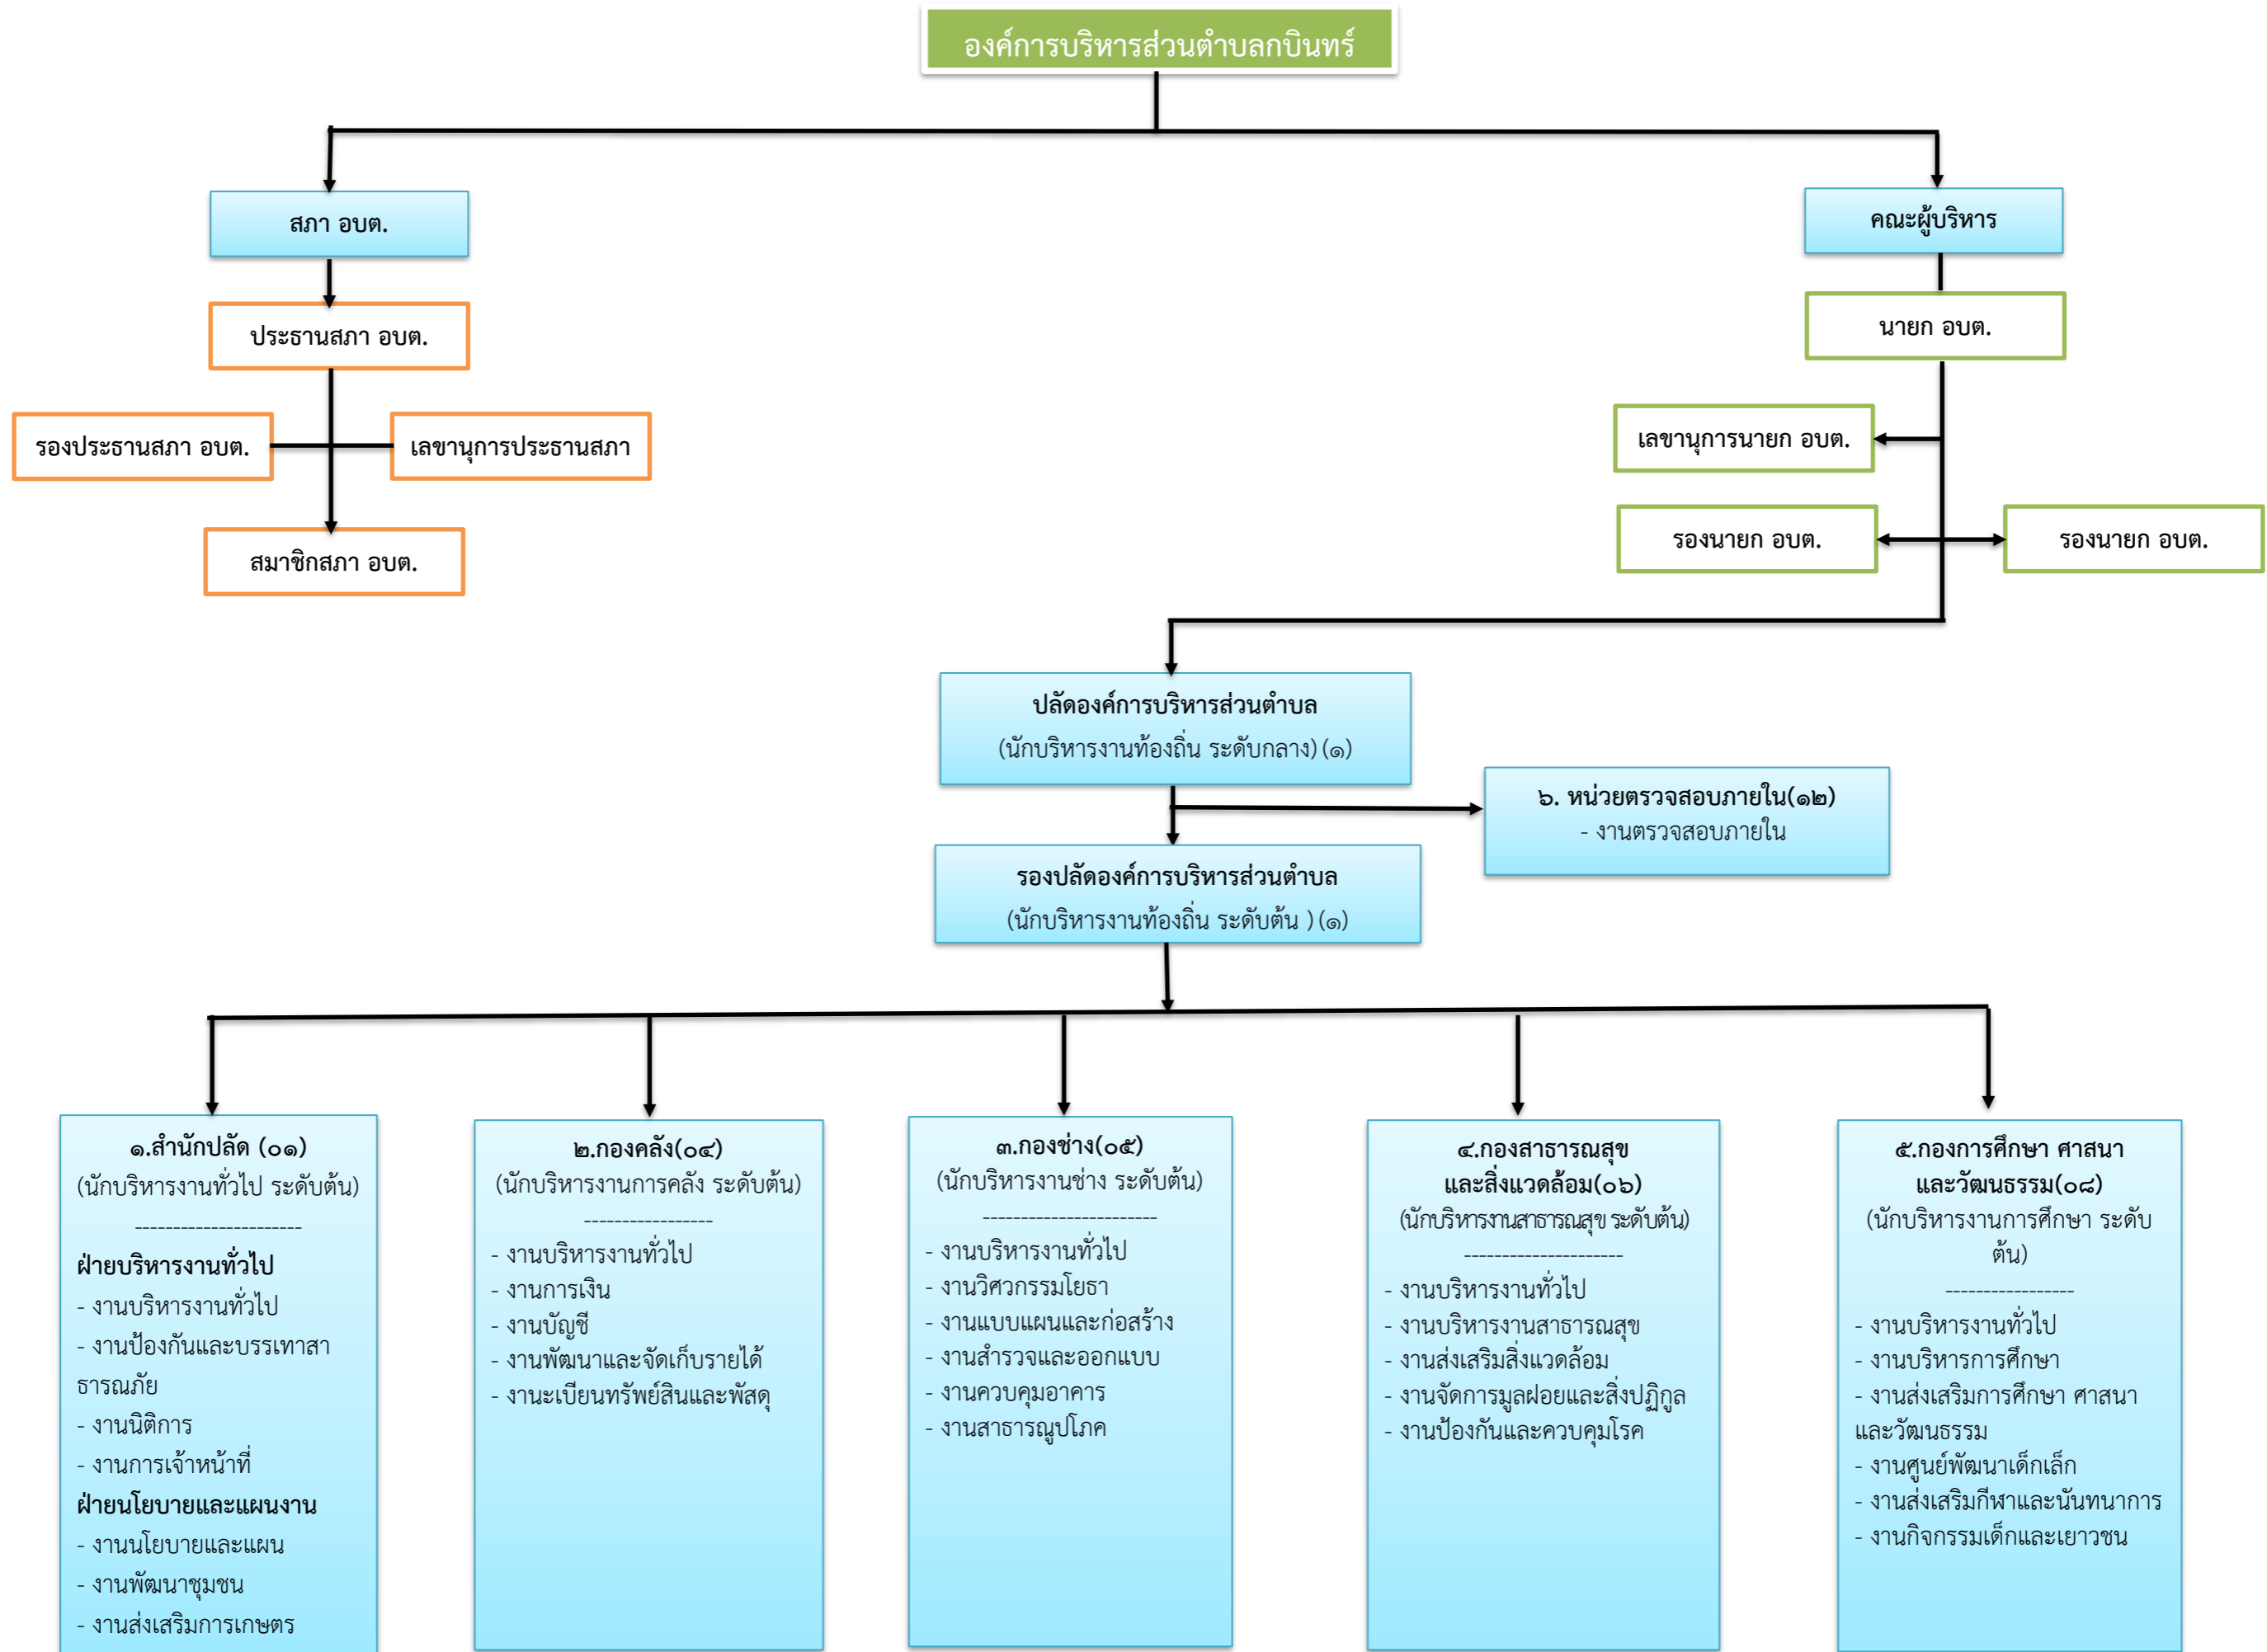 องค์การบริหารส่วนตำบลกบินทร์
สภา อบต.
คณะผู้บริหาร
ประธานสภา อบต.
นายก อบต.
รองประธานสภา อบต.
เลขานุการประธานสภา
เลขานุการนายก อบต.
สมาชิกสภา อบต.
รองนายก อบต.
รองนายก อบต.
ปลัดองค์การบริหารส่วนตำบล
(นักบริหารงานท้องถิ่น ระดับกลาง) (๑)
๖. หน่วยตรวจสอบภายใน(๑๒)
- งานตรวจสอบภายใน
รองปลัดองค์การบริหารส่วนตำบล
(นักบริหารงานท้องถิ่น ระดับต้น ) (๑)
๑.สำนักปลัด (๐๑)
(นักบริหารงานทั่วไป ระดับต้น)
----------------------
ฝ่ายบริหารงานทั่วไป
- งานบริหารงานทั่วไป
- งานป้องกันและบรรเทาสา
ธารณภัย
- งานนิติการ
- งานการเจ้าหน้าที่
ฝ่ายนโยบายและแผนงาน
- งานนโยบายและแผน
- งานพัฒนาชุมชน
- งานส่งเสริมการเกษตร
๒.กองคลัง(๐๔)
(นักบริหารงานการคลัง ระดับต้น)
-----------------
- งานบริหารงานทั่วไป
- งานการเงิน
- งานบัญชี
- งานพัฒนาและจัดเก็บรายได้
- งานะเบียนทรัพย์สินและพัสดุ
๓.กองช่าง(๐๕)
(นักบริหารงานช่าง ระดับต้น)
-----------------------
- งานบริหารงานทั่วไป
- งานวิศวกรรมโยธา
- งานแบบแผนและก่อสร้าง
- งานสำรวจและออกแบบ
- งานควบคุมอาคาร
- งานสาธารณูปโภค
๔.กองสาธารณสุข
และสิ่งแวดล้อม(๐๖)
(นักบริหารงานสาธารณสุข ระดับต้น)
---------------------
- งานบริหารงานทั่วไป
- งานบริหารงานสาธารณสุข
- งานส่งเสริมสิ่งแวดล้อม
- งานจัดการมูลฝอยและสิ่งปฏิกูล
- งานป้องกันและควบคุมโรค
๕.กองการศึกษา ศาสนา
และวัฒนธรรม(๐๘)
(นักบริหารงานการศึกษา ระดับ
ต้น)
-----------------
- งานบริหารงานทั่วไป
- งานบริหารการศึกษา
- งานส่งเสริมการศึกษา ศาสนา
และวัฒนธรรม
- งานศูนย์พัฒนาเด็กเล็ก
- งานส่งเสริมกีฬาและนันทนาการ
- งานกิจกรรมเด็กและเยาวชน